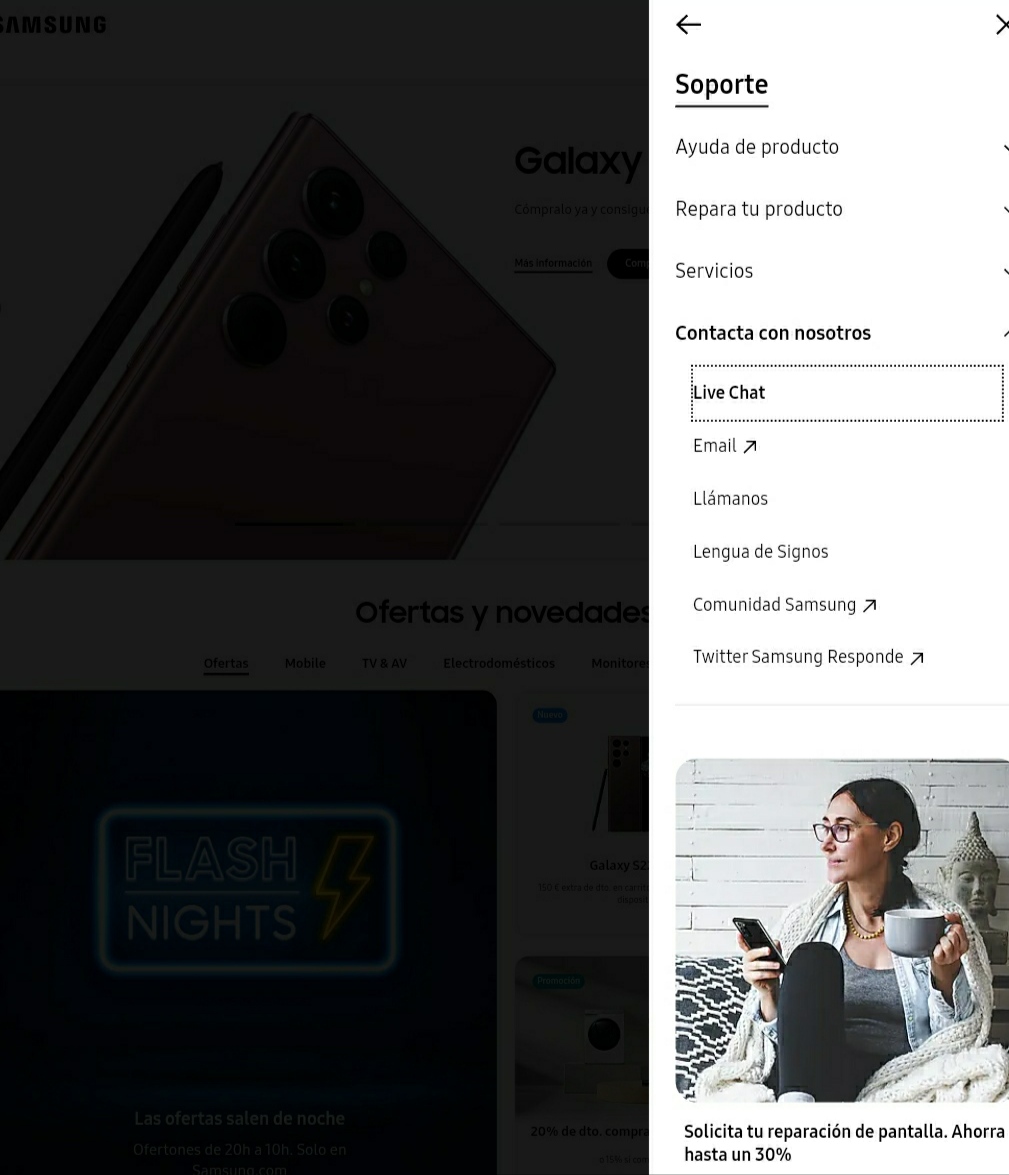 SAMSUNG
Galaxy
Cómpralo ya y consigue
Más información
Soporte
Ayuda de producto
Repara tu producto
Servicios
Contacta con nosotros
Live Chat
Email
Llámanos
Lengua de Signos
Comunidad Samsung
Twitter Samsung Responde
Ofertas y novedades
Ofertas Mobile TV & AV Electrodomésticos Monitores
FLASH
NIGHTS
Las ofertas salen de noche
Ofertones de 20h a 10h. Solo en
Samsung.com
Nuevo
Galaxy
Promoción
20% de dto. compra
Solicita tu reparación de pantalla. Ahorra
hasta un 30%